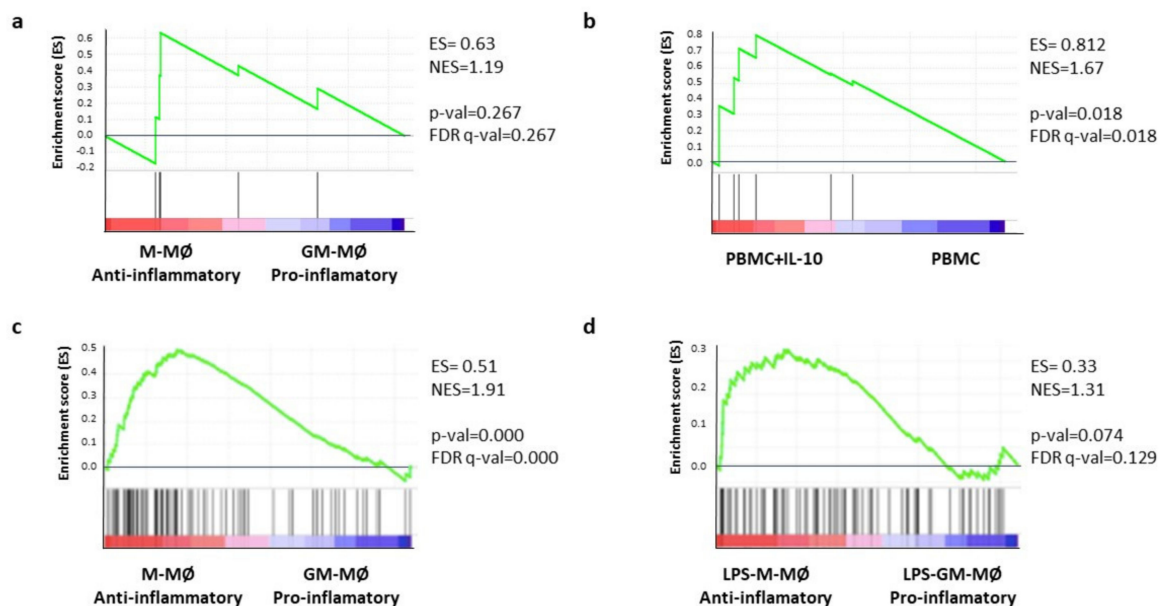 a
Enrichment score (ES)
0.6
0.5
0.4
0.3
0.2
0.1
0.0
-0.1
-0.2
ES= 0.63
NES=1.19
p-val=0.267
FDR q-val=0.267
M-MØ
Anti-inflammatory
GM-MØ
Pro-inflamatory
b
Enrichment score (ES)
0.8
0.7
0.6
0.5
0.4
0.3
0.2
0.1
0.0
ES= 0.812
NES=1.67
p-val=0.018
FDR q-val=0.018
PBMC+IL-10
PBMC
c
Enrichment score (ES)
0.5
0.4
0.3
0.2
0.1
0.0
ES= 0.51
NES=1.91
p-val=0.000
FDR q-val=0.000
M-MØ
Anti-inflammatory
GM-MØ
Pro-inflamatory
d
Enrichment score (ES)
0.3
0.2
0.1
0.0
ES= 0.33
NES=1.31
p-val=0.074
FDR q-val=0.129
LPS-M-MØ
Anti-inflamatory
LPS-GM-MØ
Pro-inflamatory